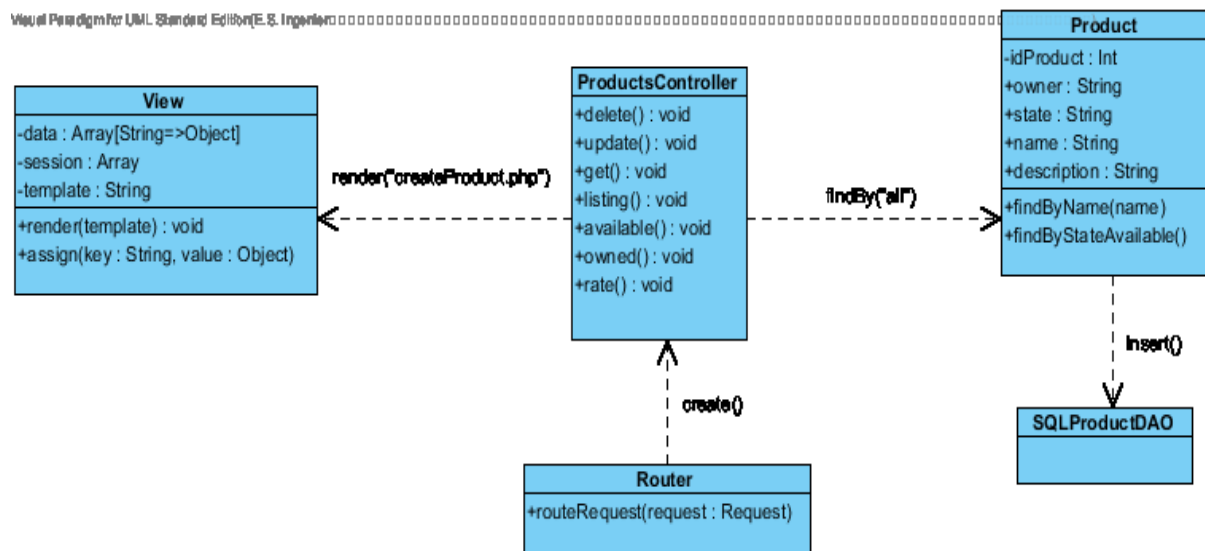 Visual Paradigm for UML Standard Edition(E.S. Ingenier
View
-data : Array[String=>Object]
-session : Array
-template : String
+render(template) : void
+assign(key : String, value : Object)
render("createProduct.php")
ProductsController
+delete() : void
+update() : void
+get() : void
+listing() : void
+available() : void
+owned() : void
+rate() : void
findBy("all")
Product
-idProduct : Int
+owner : String
+state : String
+name : String
+description : String
+findByName(name)
+findByStateAvailable()
insert()
SQLProductDAO
create()
Router
+routeRequest(request : Request)